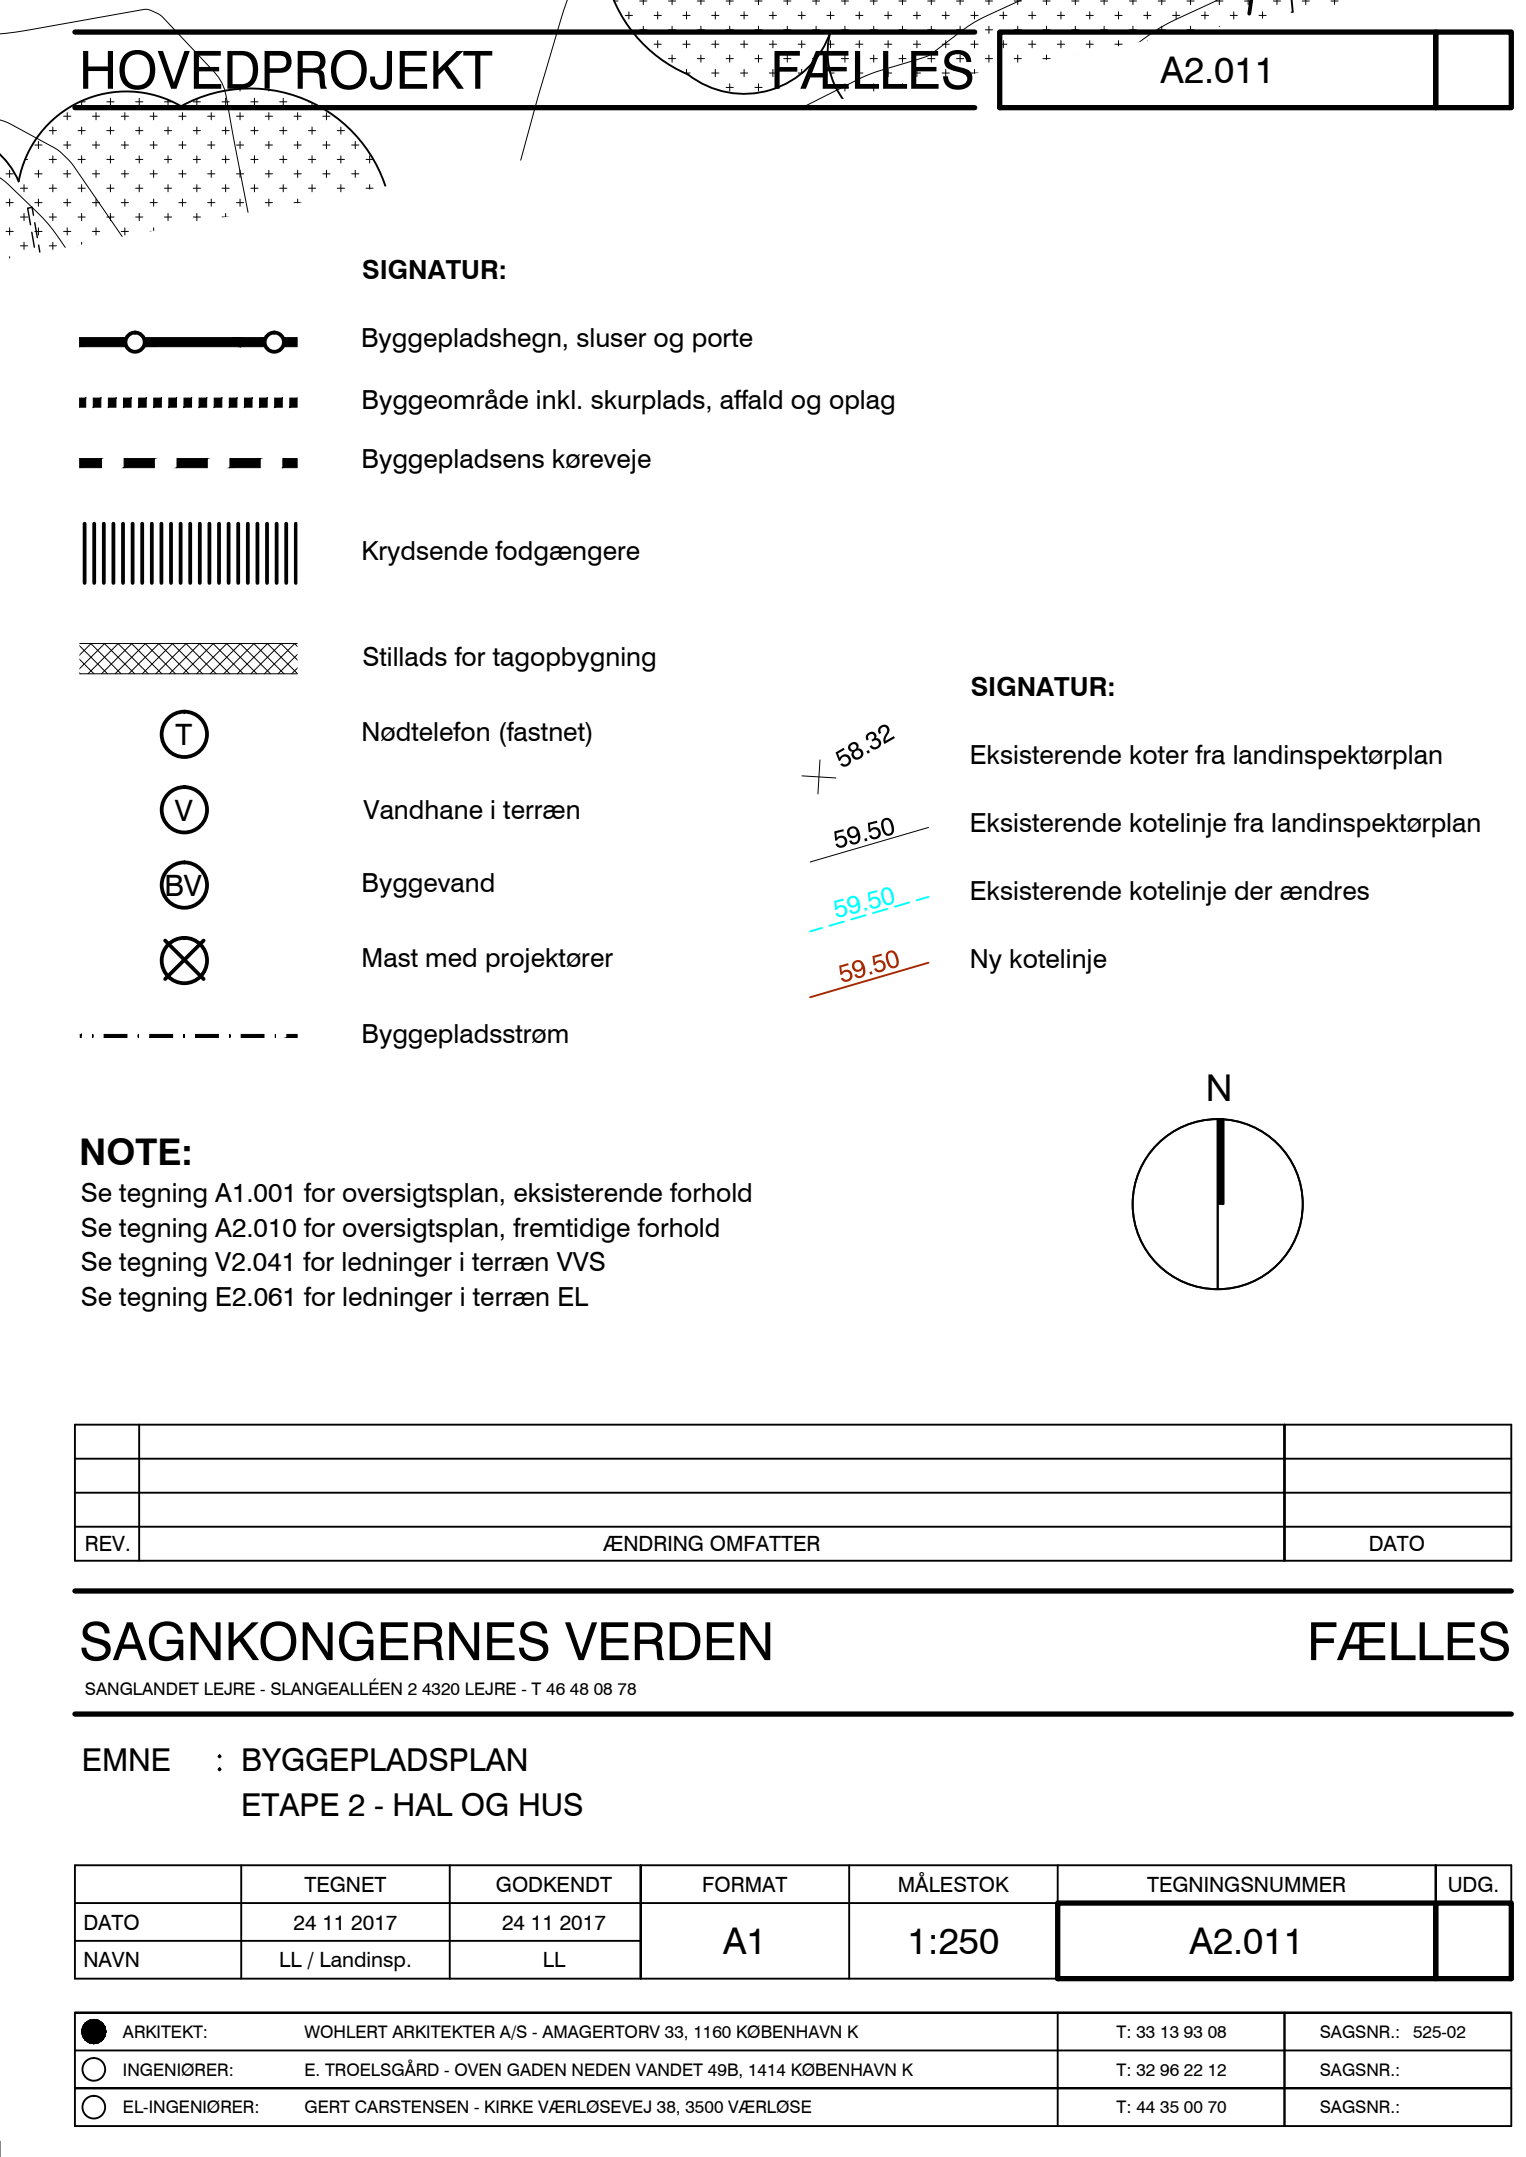 HOVEDPROJEKT FÆLLES A2.011
SIGNATUR:
Byggepladshegn, sluser og porte
Byggeområde inkl. skurplads, affald og oplag
Byggepladsens køreveje
Krydsende fodgængere
Stillads for tagopbygning
T Nødtelefon (fastnet)
V Vandhane i terræn
BV Byggevand
Mast med projektører
Byggepladsstrøm
SIGNATUR:
58.32 Eksisterende koter fra landinspektørplan
59.50 Eksisterende kotelinje fra landinspektørplan
59.50 Eksisterende kotelinje der ændres
59.50 Ny kotelinje
N
NOTE:
Se tegning A1.001 for oversigtsplan, eksisterende forhold
Se tegning A2.010 for oversigtsplan, fremtidige forhold
Se tegning V2.041 for ledninger i terræn VVS
Se tegning E2.061 for ledninger i terræn EL
REV. ÆNDRING OMFATTER DATO
SAGNKONGERNES VERDEN FÆLLES
SANGLANDET LEJRE - SLANGEALLÉEN 2 4320 LEJRE - T 46 48 08 78
EMNE : BYGGEPLADSPLAN
ETAPE 2 - HAL OG HUS
TEGNET GODKENDT FORMAT MÅLESTOK TEGNINGSNUMMER UDG.
DATO 24 11 2017 24 11 2017 A1 1:250 A2.011
NAVN LL / Landinsp. LL
ARKITEKT: WOHLERT ARKITEKTER A/S - AMAGERTORV 33, 1160 KØBENHAVN K T: 33 13 93 08 SAGSNR.: 525-02
INGENIØRER: E. TROELSGÅRD - OVEN GADEN NEDEN VANDET 49B, 1414 KØBENHAVN K T: 32 96 22 12 SAGSNR.:
EL-INGENIØRER: GERT CARSTENSEN - KIRKE VÆRLØSEVEJ 38, 3500 VÆRLØSE T: 44 35 00 70 SAGSNR.: